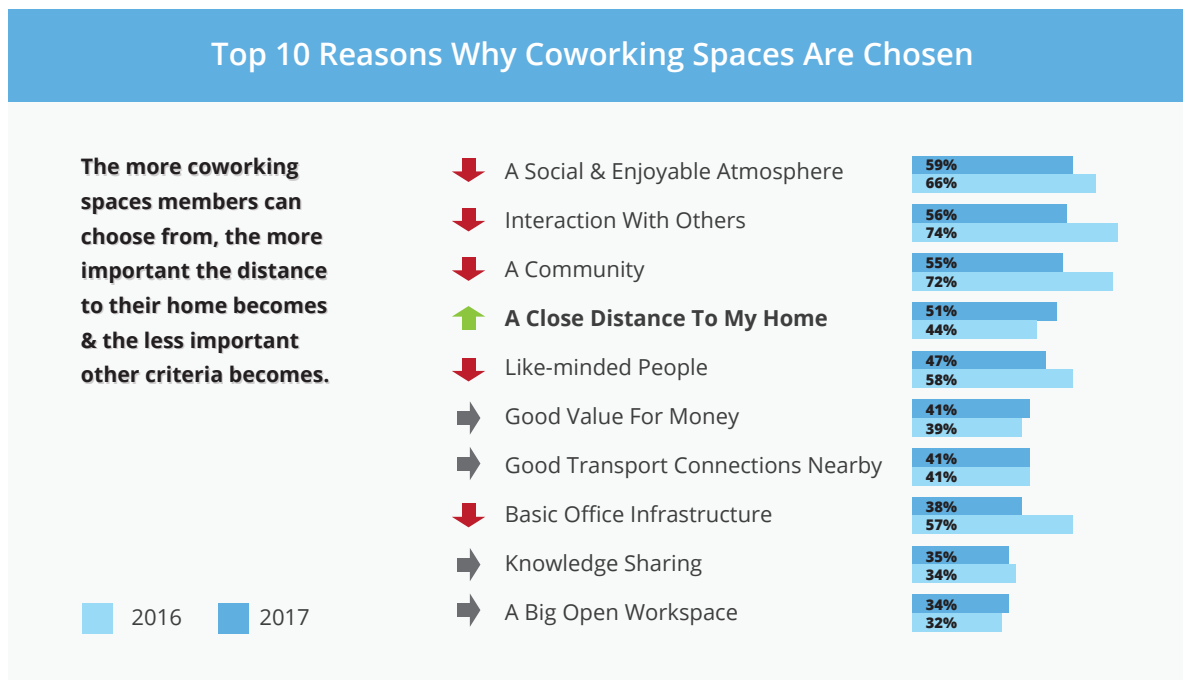 Top 10 Reasons Why Coworking Spaces Are Chosen
The more coworking
spaces members can
choose from, the more
important the distance
to their home becomes
& the less important
other criteria becomes.
A Social & Enjoyable Atmosphere
59%
66%
Interaction With Others
56%
74%
A Community
55%
72%
A Close Distance To My Home
51%
44%
Like-minded People
47%
58%
Good Value For Money
41%
39%
Good Transport Connections Nearby
41%
41%
Basic Office Infrastructure
38%
57%
Knowledge Sharing
35%
34%
A Big Open Workspace
34%
32%
2016
2017